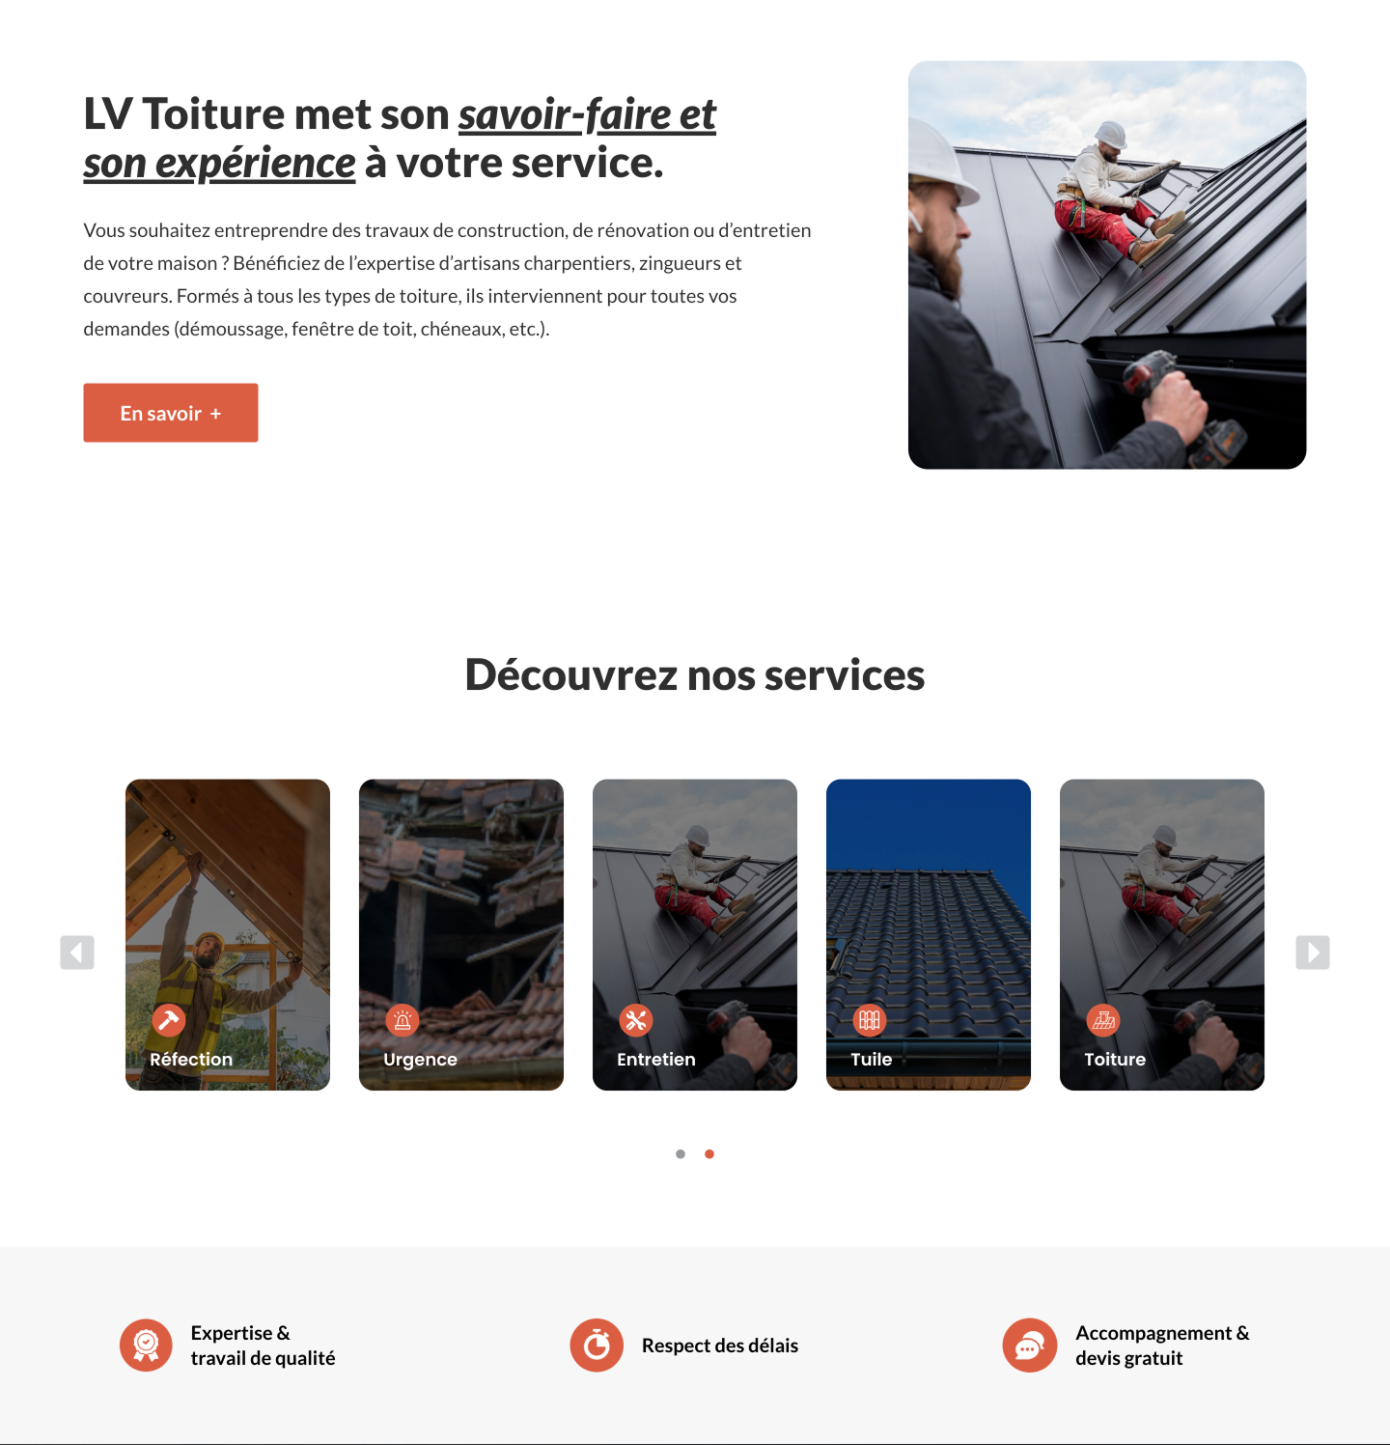 LV Toiture met son savoir-faire et
son expérience à votre service.
Vous souhaitez entreprendre des travaux de construction, de rénovation ou d’entretien
de votre maison ? Bénéficiez de l’expertise d’artisans charpentiers, zingueurs et
couvreurs. Formés à tous les types de toiture, ils interviennent pour toutes vos
demandes (démoussage, fenêtre de toit, chéneaux, etc.).
En savoir +
Découvrez nos services
Réfection
Urgence
Entretien
Tuile
Toiture
Expertise &
travail de qualité
Respect des délais
Accompagnement &
devis gratuit